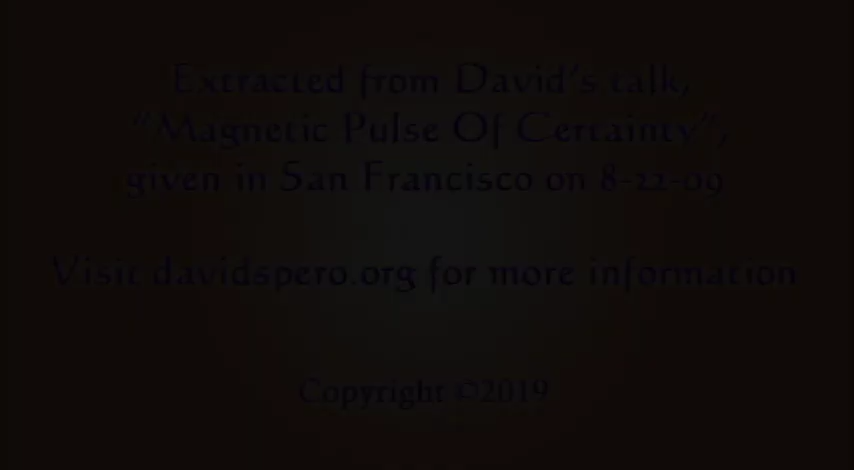 Extracted from David's talk,
"Magnetic Pulse Of Certainty",
given in San Francisco on 8-22-09
Visit davidspero.org for more information
Copyright ©2019